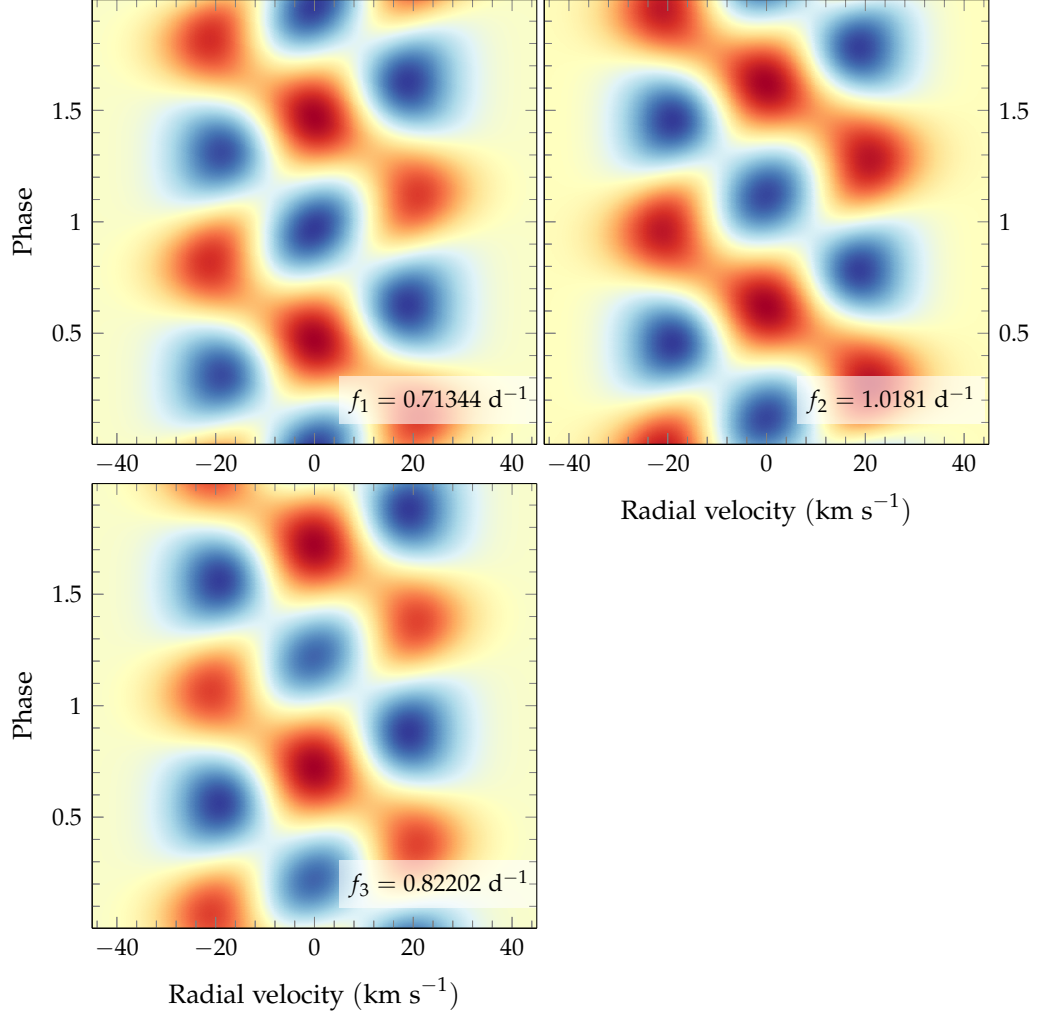 1.5
1
0.5
Phase
f₁ = 0.71344 d⁻¹
−40 −20 0 20 40
1.5
1
0.5
f₂ = 1.0181 d⁻¹
−40 −20 0 20 40
Radial velocity (km s⁻¹)
1.5
1
0.5
Phase
f₃ = 0.82202 d⁻¹
−40 −20 0 20 40
Radial velocity (km s⁻¹)